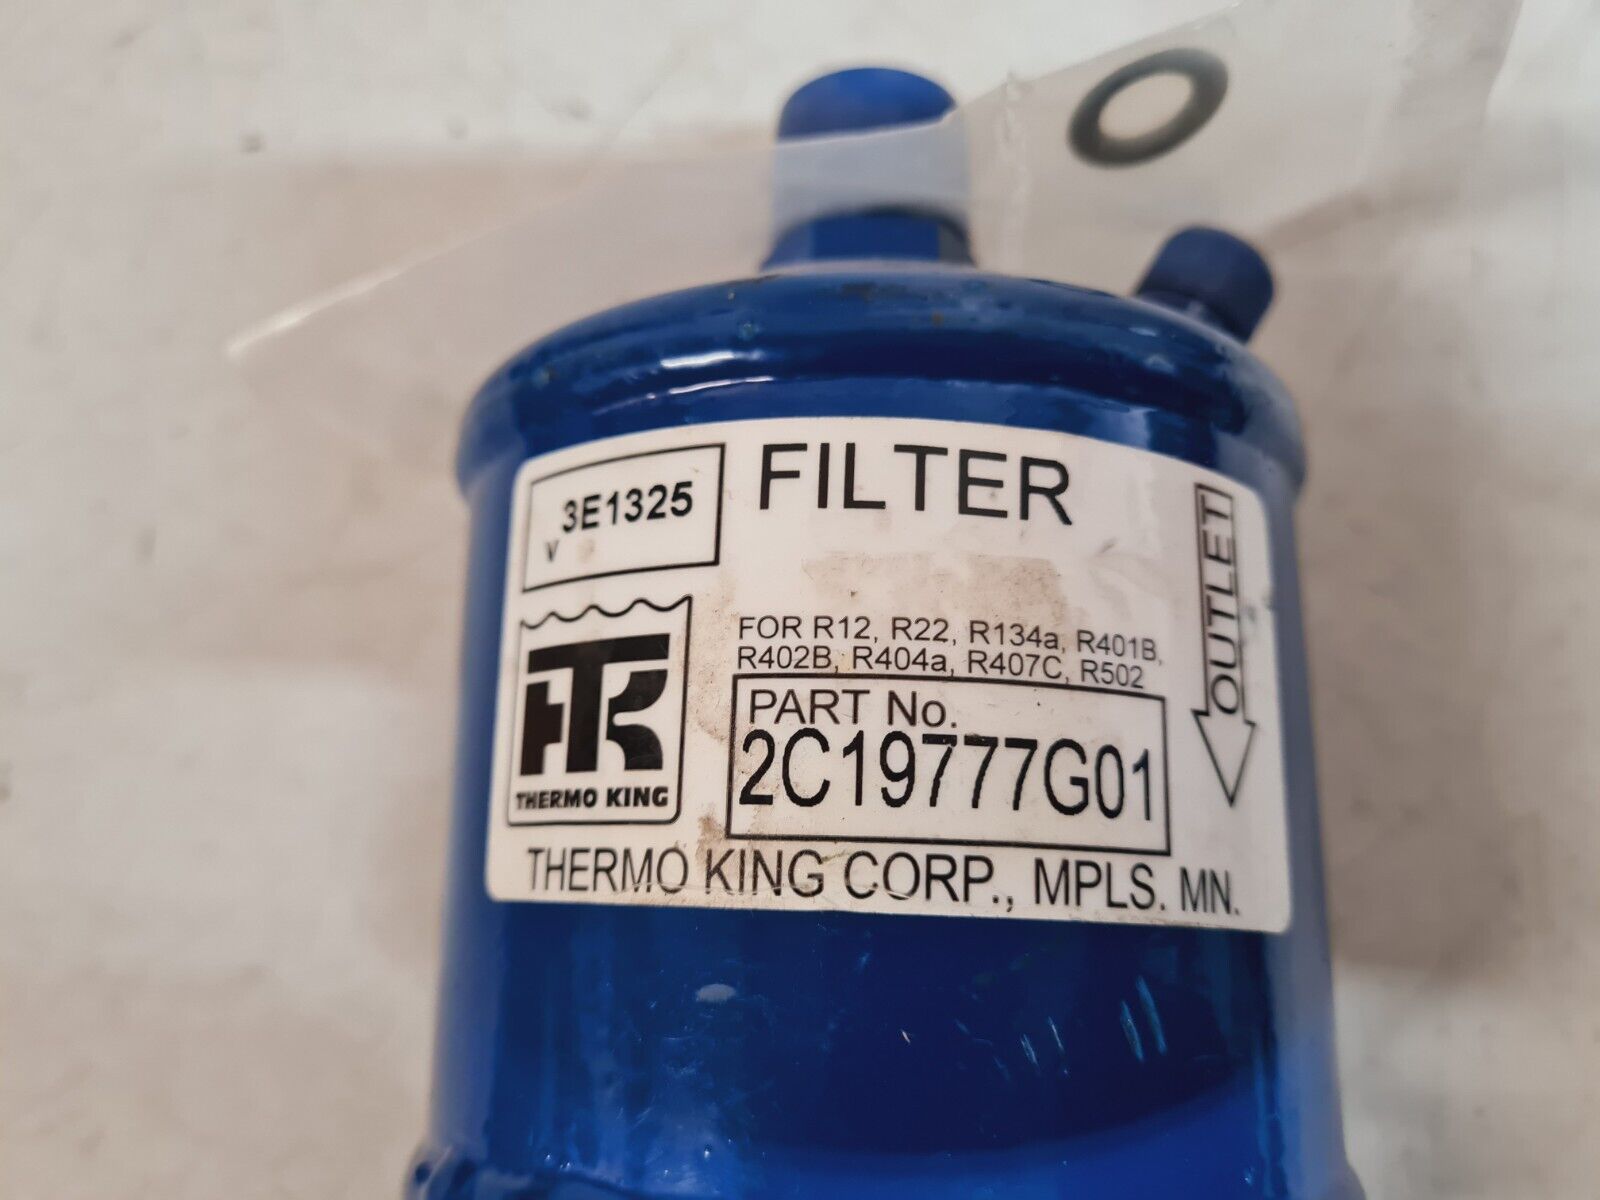 3E1325
V
FILTER
OUTLET
FOR R12, R22, R134a, R401B,
R402B, R404a, R407C, R502
TK
THERMO KING
PART No.
2C19777G01
THERMO KING CORP., MPLS. MN.